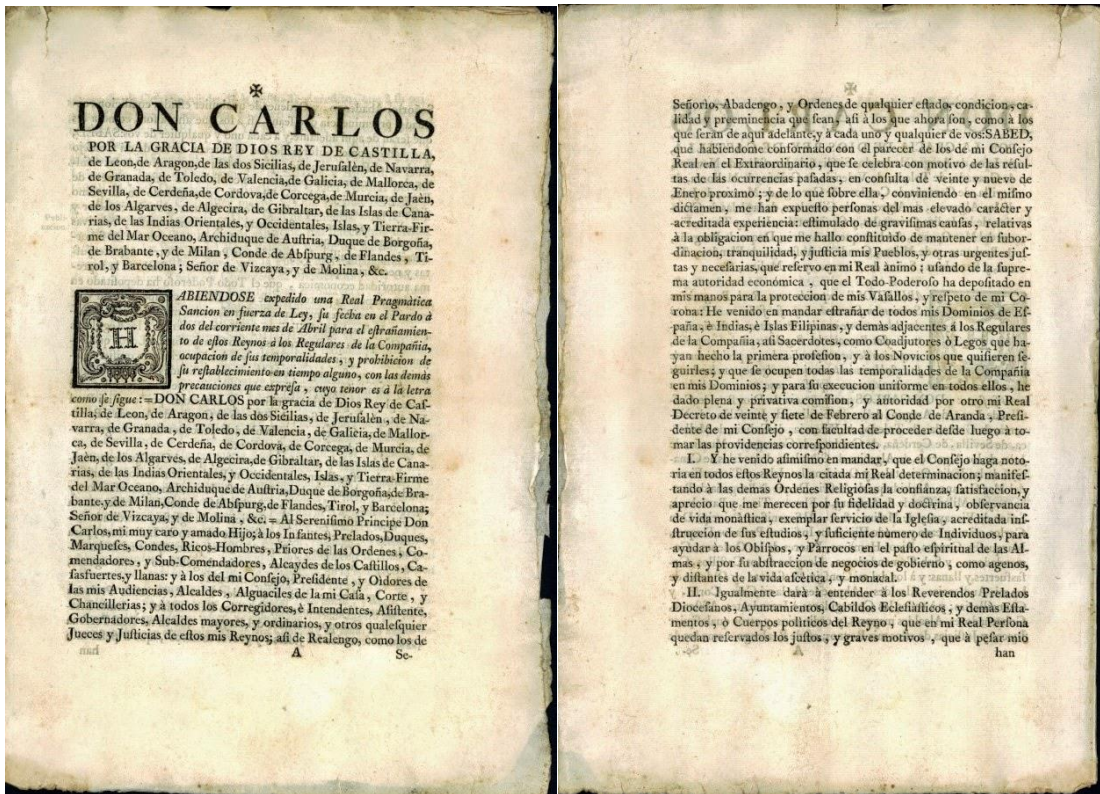 ✠
DON CARLOS
POR LA GRACIA DE DIOS REY DE CASTILLA,
de Leon,de Aragon,de las dos Sicilias, de Jerusalèn, de Navarra,
de Granada, de Toledo, de Valencia,de Galicia, de Mallorca, de
Sevilla, de Cerdeña,de Cordova,de Corcega,de Murcia, de Jaèn,
de los Algarves, de Algecira, de Gibraltar, de las Islas de Cana-
rias, de las Indias Orientales, y Occidentales, Islas, y Tierra-Fir-
me del Mar Oceano, Archiduque de Austria, Duque de Borgoña,
de Brabante, y de Milan, Conde de Abspurg, de Flandes, Ti-
rol, y Barcelona; Señor de Vizcaya, y de Molina, &c.
HABIENDOSE expedido una Real Pragmàtica
Sancion en fuerza de Ley, su fecha en el Pardo à
dos del corriente mes de Abril para el estrañamien-
to de estos Reynos à los Regulares de la Compañia,
ocupacion de sus temporalidades, y prohibicion de
su restablecimiento en tiempo alguno, con las demàs
precauciones que expresa, cuyo tenor es à la letra
como se sigue: = DON CARLOS por la gracia de Dios Rey de Cas-
tilla, de Leon, de Aragon, de las dos Sicilias, de Jerusalèn, de Na-
varra, de Granada, de Toledo, de Valencia, de Galicia, de Mallor-
ca, de Sevilla, de Cerdeña, de Cordova, de Corcega, de Murcia, de
Jaèn, de los Algarves, de Algecira, de Gibraltar, de las Islas de Cana-
rias, de las Indias Orientales, y Occidentales, Islas, y Tierra-Firme
del Mar Oceano, Archiduque de Austria,Duque de Borgoña,de Bra-
bante,y de Milan,Conde de Abspurg,de Flandes, Tirol, y Barcelona;
Señor de Vizcaya, y de Molina, &c. = Al Serenisimo Principe Don
Carlos, mi muy caro y amado Hijo; à los Infantes, Prelados, Duques,
Marqueses, Condes, Ricos-Hombres, Priores de las Ordenes, Co-
mendadores, y Sub-Comendadores, Alcaydes de los Castillos, Ca-
sasfuertes,y llanas: y à los del mi Consejo, Presidente, y Oidores de
las mis Audiencias, Alcaldes, Alguaciles de la mi Casa, Corte, y
Chancillerias; y à todos los Corregidores, è Intendentes, Asistente,
Gobernadores, Alcaldes mayores, y ordinarios, y otros qualesquier
Jueces y Justicias de estos mis Reynos; asi de Realengo, como los de
A
Se-
✠
Señorìo, Abadengo, y Ordenes de qualquier estado, condicion, ca-
lidad y preeminencia que sean, asi à los que ahora son, como à los
que seràn de aqui adelante,y à cada uno y qualquier de vos:SABED,
que habiendome conformado con el parecer de los de mi Consejo
Real en el Extraordinario, que se celebra con motivo de las resul-
tas de las ocurrencias pasadas, en consulta de veinte y nueve de
Enero proximo; y de lo que sobre ella, conviniendo en el mismo
dictamen, me han expuesto personas del mas elevado caràcter y
acreditada experiencia: estimulado de gravisimas causas, relativas
à la obligacion en que me hallo constituido de mantener en subor-
dinacion, tranquilidad, y justicia mis Pueblos, y otras urgentes jus-
tas y necesarias, que reservo en mi Real ànimo: usando de la supre-
ma autoridad económica, que el Todo-Poderoso ha depositado en
mis manos para la proteccion de mis Vasallos, y respeto de mi Co-
rona: He venido en mandar estrañar de todos mis Dominios de Es-
paña, è Indias, è Islas Filipinas, y demàs adjacentes à los Regulares
de la Compañia, asi Sacerdotes, como Coadjutores ò Legos que ha-
yan hecho la primera profesion, y à los Novicios que quisieren se-
guirles; y que se ocupen todas las temporalidades de la Compañia
en mis Dominios; y para su execucion uniforme en todos ellos, he
dado plena y privativa comision, y autoridad por otro mi Real
Decreto de veinte y siete de Febrero al Conde de Aranda, Presi-
dente de mi Consejo, con facultad de proceder desde luego à to-
mar las providencias correspondientes.
I. Y he venido asimismo en mandar, que el Consejo haga noto-
ria en todos estos Reynos la citada mi Real determinacion; manifes-
tando à las demas Ordenes Religiosas la confianza, satisfaccion, y
aprecio que me merecen por su fidelidad y doctrina, observancia
de vida monàstica, exemplar servicio de la Iglesia, acreditada ins-
truccion de sus estudios, y suficiente nùmero de Individuos, para
ayudar à los Obispos, y Pàrrocos en el pasto espiritual de las Al-
mas, y por su abstraccion de negocios de gobierno, como agenos,
y distantes de la vida ascètica, y monacal.
II. Igualmente darà à entender à los Reverendos Prelados
Diocesanos, Ayuntamientos, Cabildos Eclesiàsticos, y demàs Esta-
mentos, ò Cuerpos polìticos del Reyno, que en mi Real Persona
quedan reservados los justos, y graves motivos, que à pesar mio
han